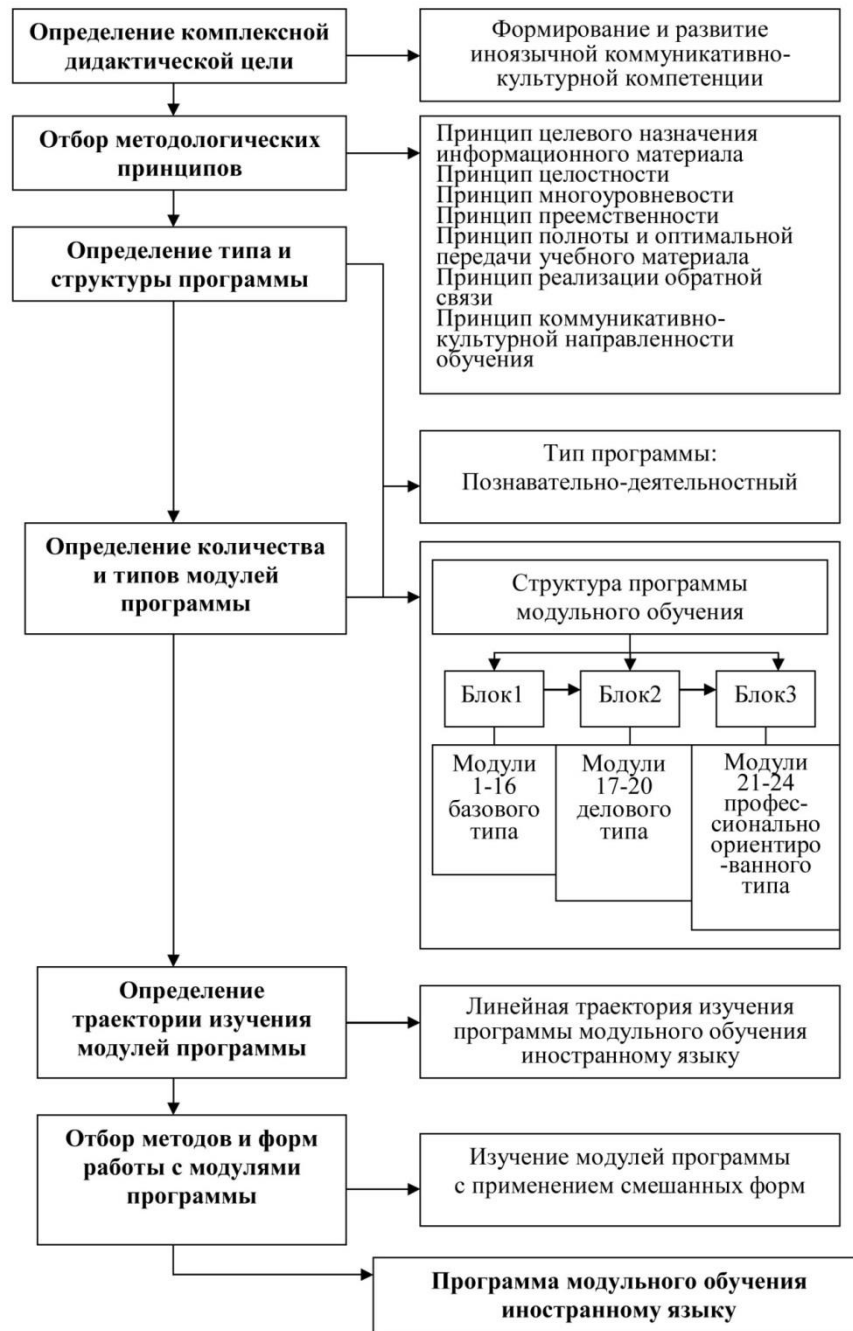 Определение комплексной
дидактической цели
Формирование и развитие
иноязычной коммуникативно-
культурной компетенции
Отбор методологических
принципов
Принцип целевого назначения
информационного материала
Принцип целостности
Принцип многоуровневости
Принцип преемственности
Принцип полноты и оптимальной
передачи учебного материала
Принцип реализации обратной
связи
Принцип коммуникативно-
культурной направленности
обучения
Определение типа и
структуры программы
Тип программы:
Познавательно-деятельностный
Определение количества
и типов модулей
программы
Структура программы
модульного обучения
Блок1
Блок2
Блок3
Модули
1-16
базового
типа
Модули
17-20
делового
типа
Модули
21-24
профес-
сионально
ориентиро
-ванного
типа
Определение
траектории изучения
модулей программы
Линейная траектория изучения
программы модульного обучения
иностранному языку
Отбор методов и форм
работы с модулями
программы
Изучение модулей программы
с применением смешанных форм
Программа модульного обучения
иностранному языку